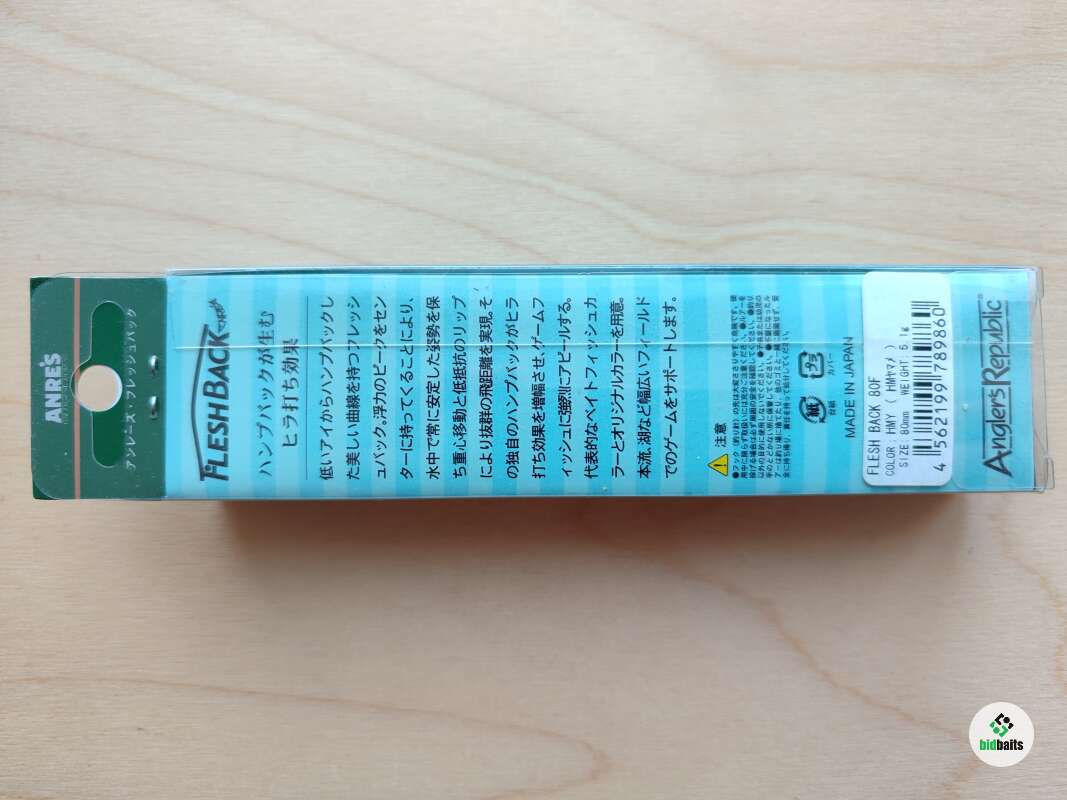 ANRE'S
アンレーズ・フレッシュバック
FLESH BACK
ハンプバックが生む
ヒラ打ち効果
低いアイからハンプバックし
た美しい曲線を持つフレッシ
ュバック。浮力のピークをセン
ターに持ってくることにより、
水中で常に安定した姿勢を保
ち重心移動と低抵抗のリップ
により抜群の飛距離を実現。そ
の独自のハンプバックがヒラ
打ち効果を増幅させ、ゲームフ
ィッシュに強烈にアピールする。
代表的なベイトフィッシュカ
ラーとオリジナルカラーを用意。
本流、湖など幅広いフィールド
でのゲームをサポートします。
注意
紙
台紙
プラ
カバー
MADE IN JAPAN
FLESH BACK 80F
COLOR : HMY ( HMヤマメ )
SIZE : 80mm WEIGHT: 6.1g
4 562199 789860
AnglersRepublic®
bidbaits